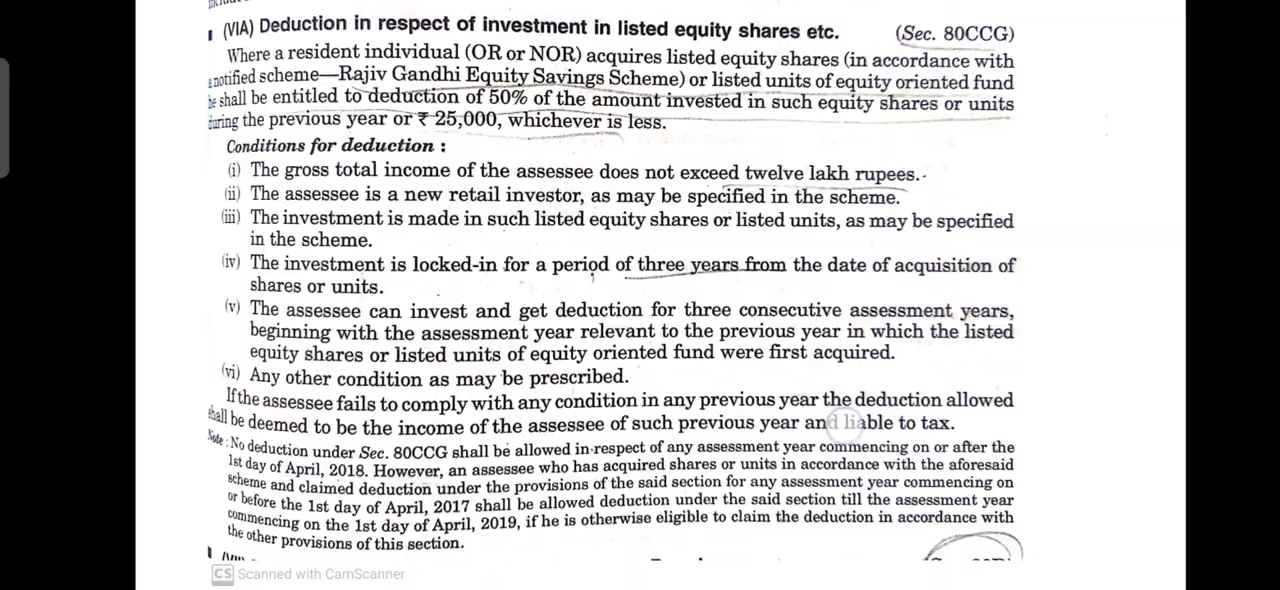 (VIA) Deduction in respect of investment in listed equity shares etc. (Sec. 80CCG)
Where a resident individual (OR or NOR) acquires listed equity shares (in accordance with
a notified scheme—Rajiv Gandhi Equity Savings Scheme) or listed units of equity oriented fund
he shall be entitled to deduction of 50% of the amount invested in such equity shares or units
during the previous year or ₹ 25,000, whichever is less.
Conditions for deduction :
(i) The gross total income of the assessee does not exceed twelve lakh rupees.
(ii) The assessee is a new retail investor, as may be specified in the scheme.
(iii) The investment is made in such listed equity shares or listed units, as may be specified
in the scheme.
(iv) The investment is locked-in for a period of three years from the date of acquisition of
shares or units.
(v) The assessee can invest and get deduction for three consecutive assessment years,
beginning with the assessment year relevant to the previous year in which the listed
equity shares or listed units of equity oriented fund were first acquired.
(vi) Any other condition as may be prescribed.
If the assessee fails to comply with any condition in any previous year the deduction allowed
shall be deemed to be the income of the assessee of such previous year and liable to tax.
Note : No deduction under Sec. 80CCG shall be allowed in respect of any assessment year commencing on or after the
1st day of April, 2018. However, an assessee who has acquired shares or units in accordance with the aforesaid
scheme and claimed deduction under the provisions of the said section for any assessment year commencing on
or before the 1st day of April, 2017 shall be allowed deduction under the said section till the assessment year
commencing on the 1st day of April, 2019, if he is otherwise eligible to claim the deduction in accordance with
the other provisions of this section.
CS Scanned with CamScanner